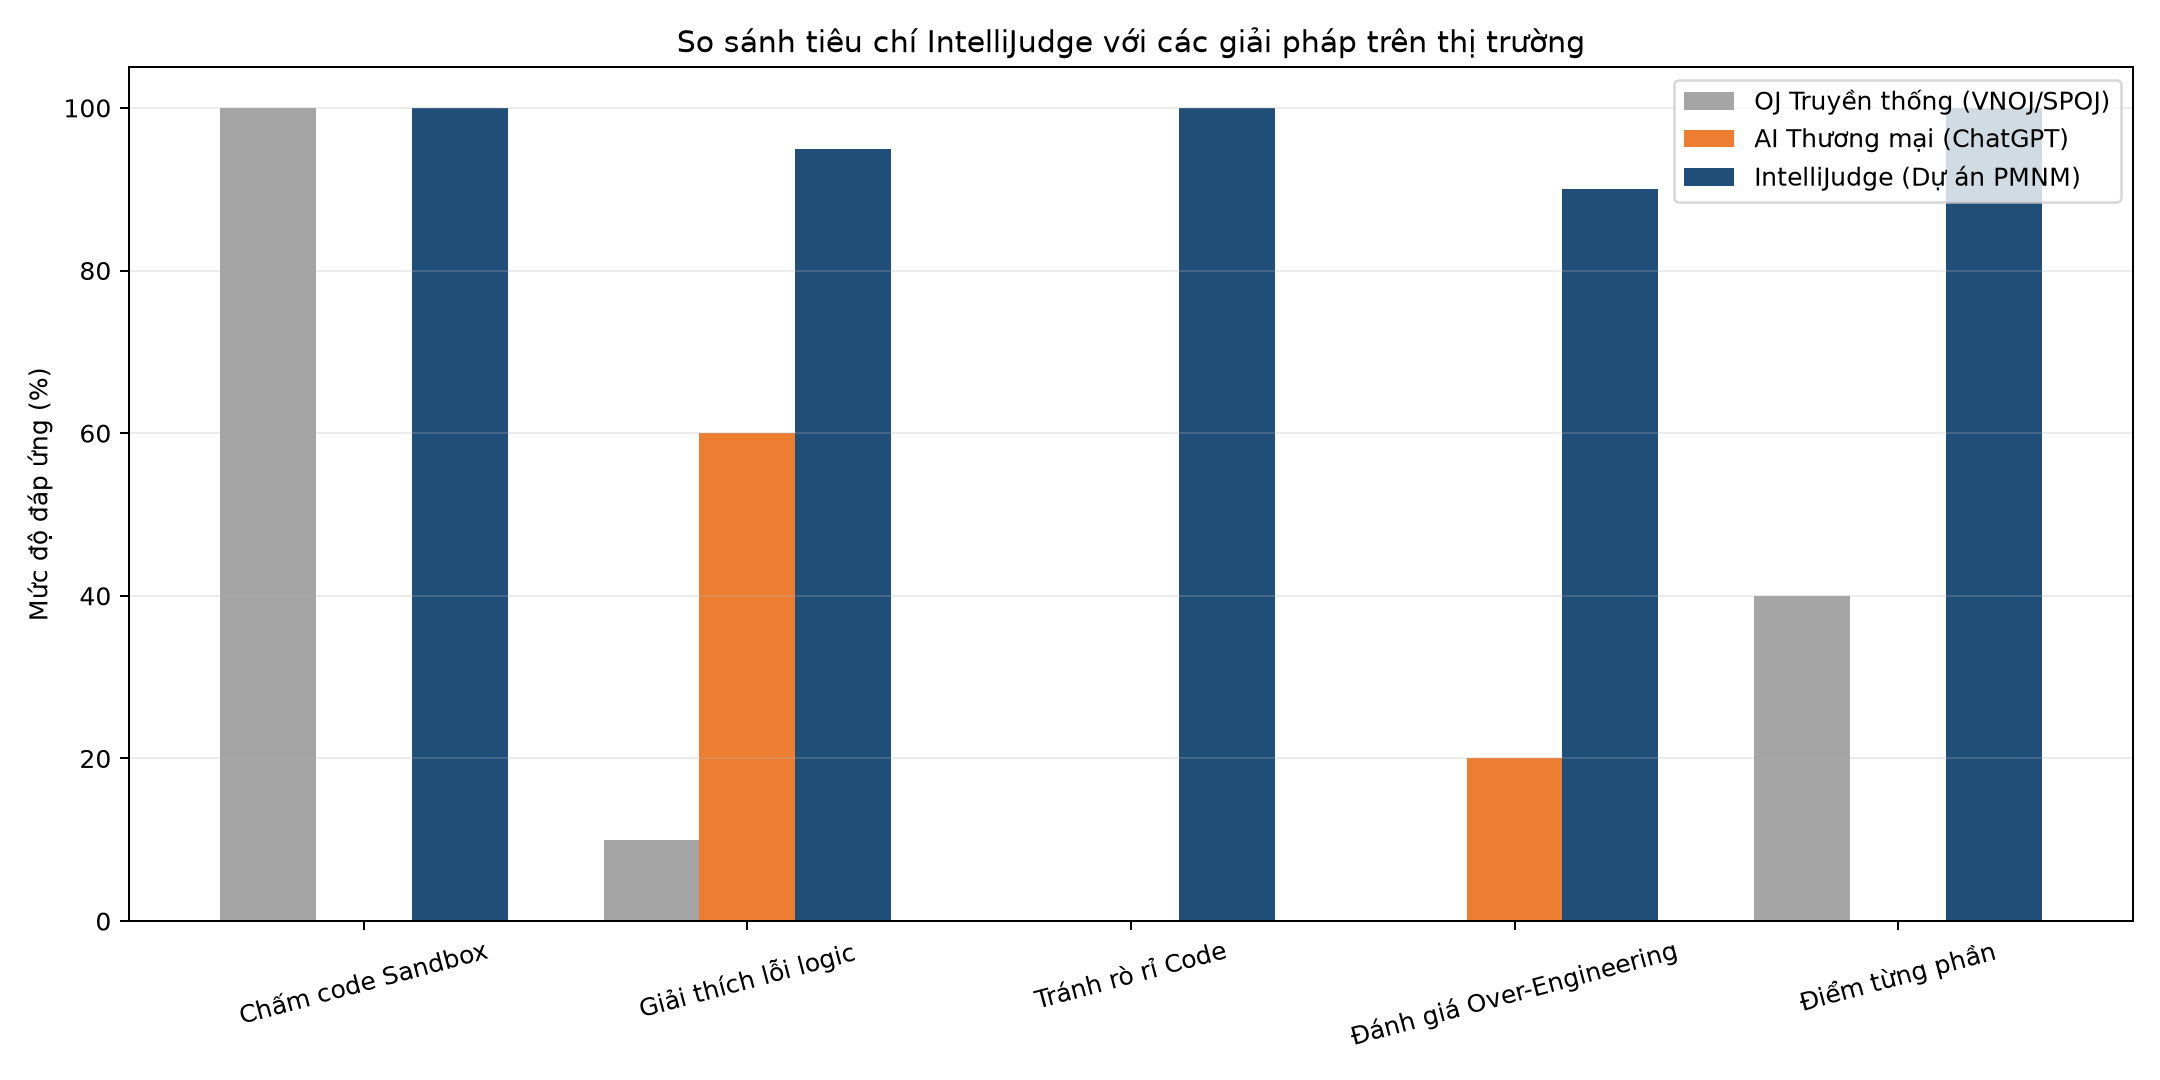 So sánh tiêu chí IntelliJudge với các giải pháp trên thị trường
OJ Truyền thống (VNOJ/SPOJ)
AI Thương mại (ChatGPT)
IntelliJudge (Dự án PMNM)
Mức độ đáp ứng (%)
100
80
60
40
20
0
Chấm code Sandbox
Giải thích lỗi logic
Tránh rò rỉ Code
Đánh giá Over-Engineering
Điểm từng phần